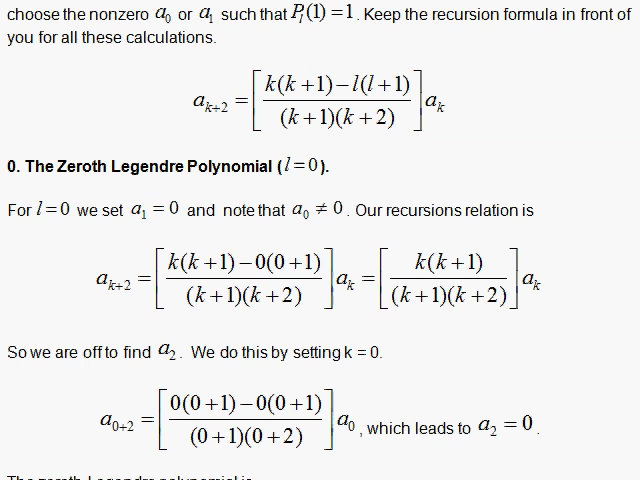 choose the nonzero a₀ or a₁ such that Pₗ(1) = 1. Keep the recursion formula in front of
you for all these calculations.
aₖ₊₂ = [ (k(k+1) − l(l+1)) / ((k+1)(k+2)) ] aₖ
0. The Zeroth Legendre Polynomial (l = 0).
For l = 0 we set a₁ = 0 and note that a₀ ≠ 0. Our recursions relation is
aₖ₊₂ = [ (k(k+1) − 0(0+1)) / ((k+1)(k+2)) ] aₖ = [ k(k+1) / ((k+1)(k+2)) ] aₖ
So we are off to find a₂. We do this by setting k = 0.
a₀₊₂ = [ (0(0+1) − 0(0+1)) / ((0+1)(0+2)) ] a₀, which leads to a₂ = 0.